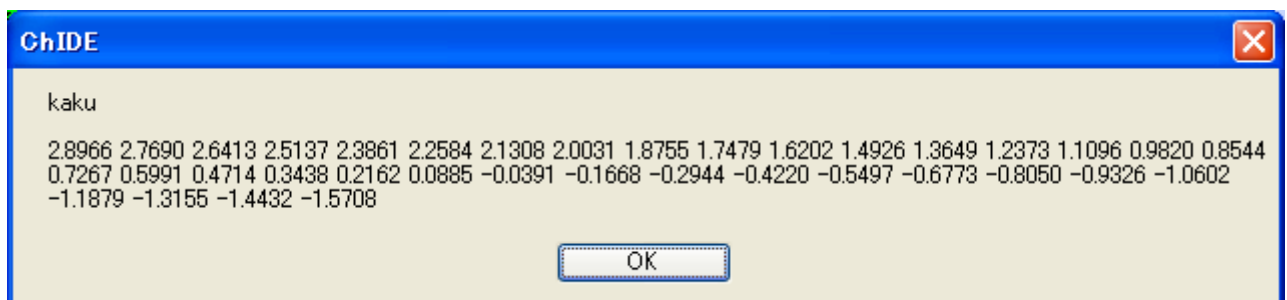 ChIDE
kaku
2.8966 2.7690 2.6413 2.5137 2.3861 2.2584 2.1308 2.0031 1.8755 1.7479 1.6202 1.4926 1.3649 1.2373 1.1096 0.9820 0.8544
0.7267 0.5991 0.4714 0.3438 0.2162 0.0885 -0.0391 -0.1668 -0.2944 -0.4220 -0.5497 -0.6773 -0.8050 -0.9326 -1.0602
-1.1879 -1.3155 -1.4432 -1.5708
OK